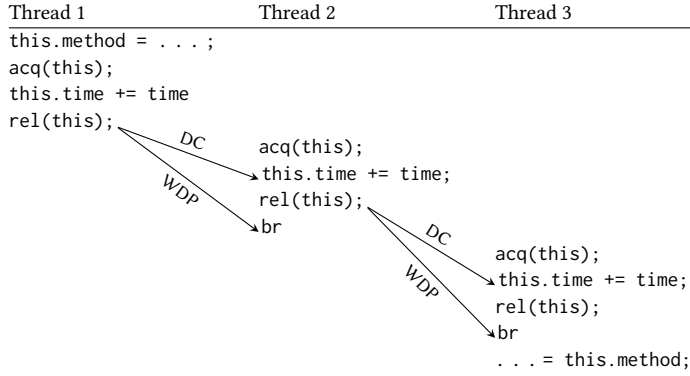 Thread 1 Thread 2 Thread 3
this.method = ...;
acq(this);
this.time += time
rel(this);
DC
WDP
acq(this);
this.time += time;
rel(this);
br
DC
WDP
acq(this);
this.time += time;
rel(this);
br
... = this.method;